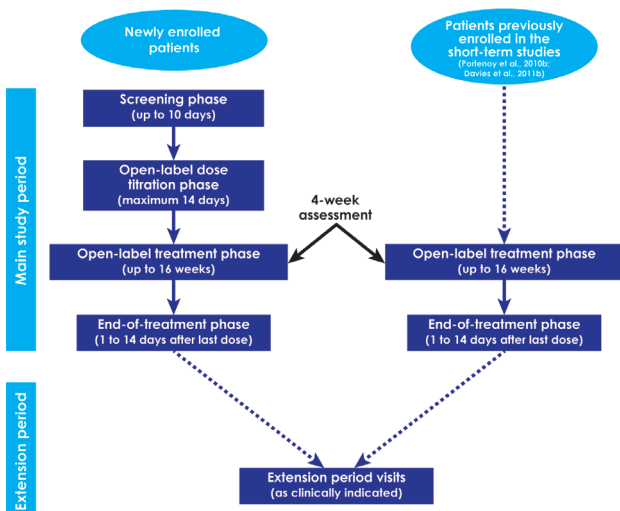 Newly enrolled
patients
Patients previously
enrolled in the
short-term studies
(Portenoy et al., 2010b;
Davies et al., 2011b)
Main study period
Screening phase
(up to 10 days)
Open-label dose
titration phase
(maximum 14 days)
4-week
assessment
Open-label treatment phase
(up to 16 weeks)
Open-label treatment phase
(up to 16 weeks)
End-of-treatment phase
(1 to 14 days after last dose)
End-of-treatment phase
(1 to 14 days after last dose)
Extension period
Extension period visits
(as clinically indicated)